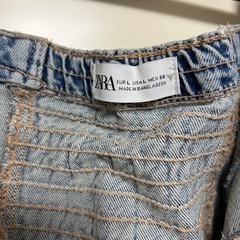 ZARA
EUR L USA L MEX 30
MADE IN BANGLADESH